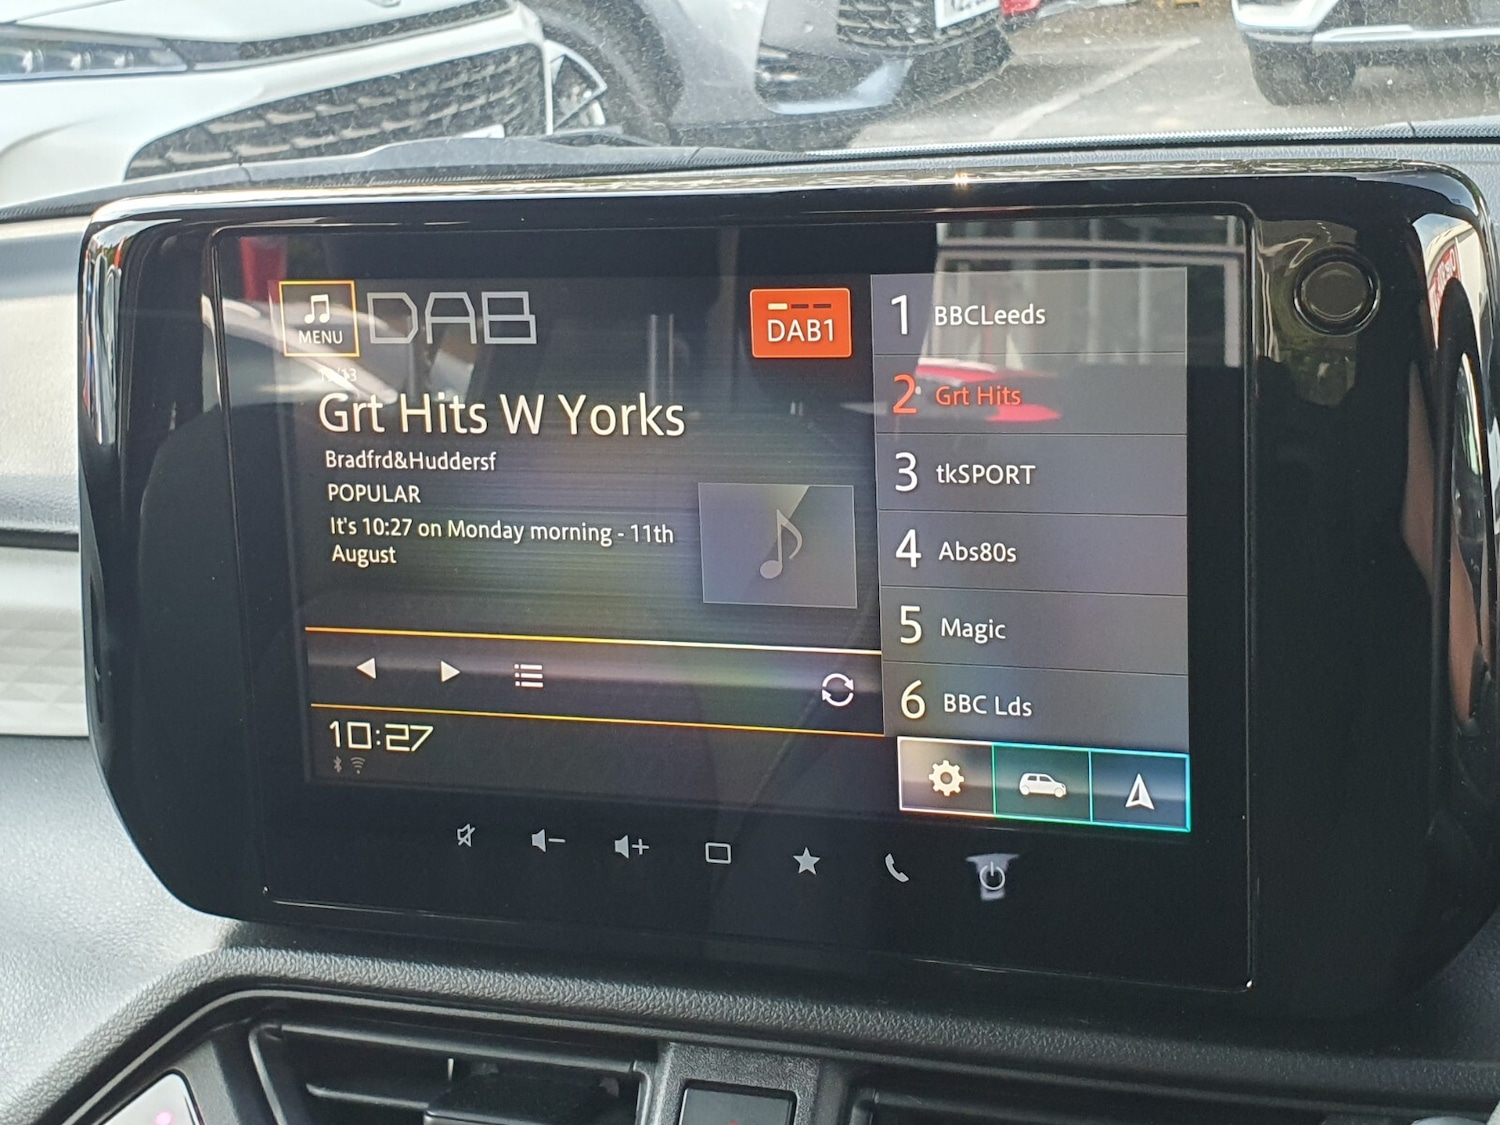 MENU
DAB
DAB1
Grt Hits W Yorks
Bradfrd&Huddersf
POPULAR
It's 10:27 on Monday morning - 11th
August
10:27
1 BBCLeeds
2 Grt Hits
3 tkSPORT
4 Abs80s
5 Magic
6 BBC Lds